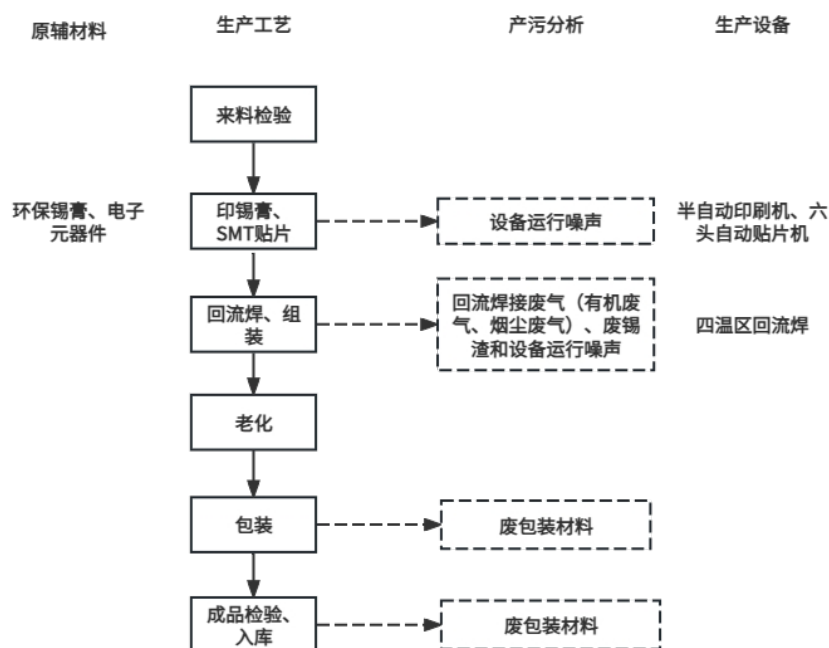 原辅材料
生产工艺
产污分析
生产设备
来料检验
环保锡膏、电子
元器件
印锡膏、
SMT贴片
设备运行噪声
半自动印刷机、六
头自动贴片机
回流焊、组
装
回流焊接废气（有机废
气、烟尘废气）、废锡
渣和设备运行噪声
四温区回流焊
老化
包装
废包装材料
成品检验、
入库
废包装材料